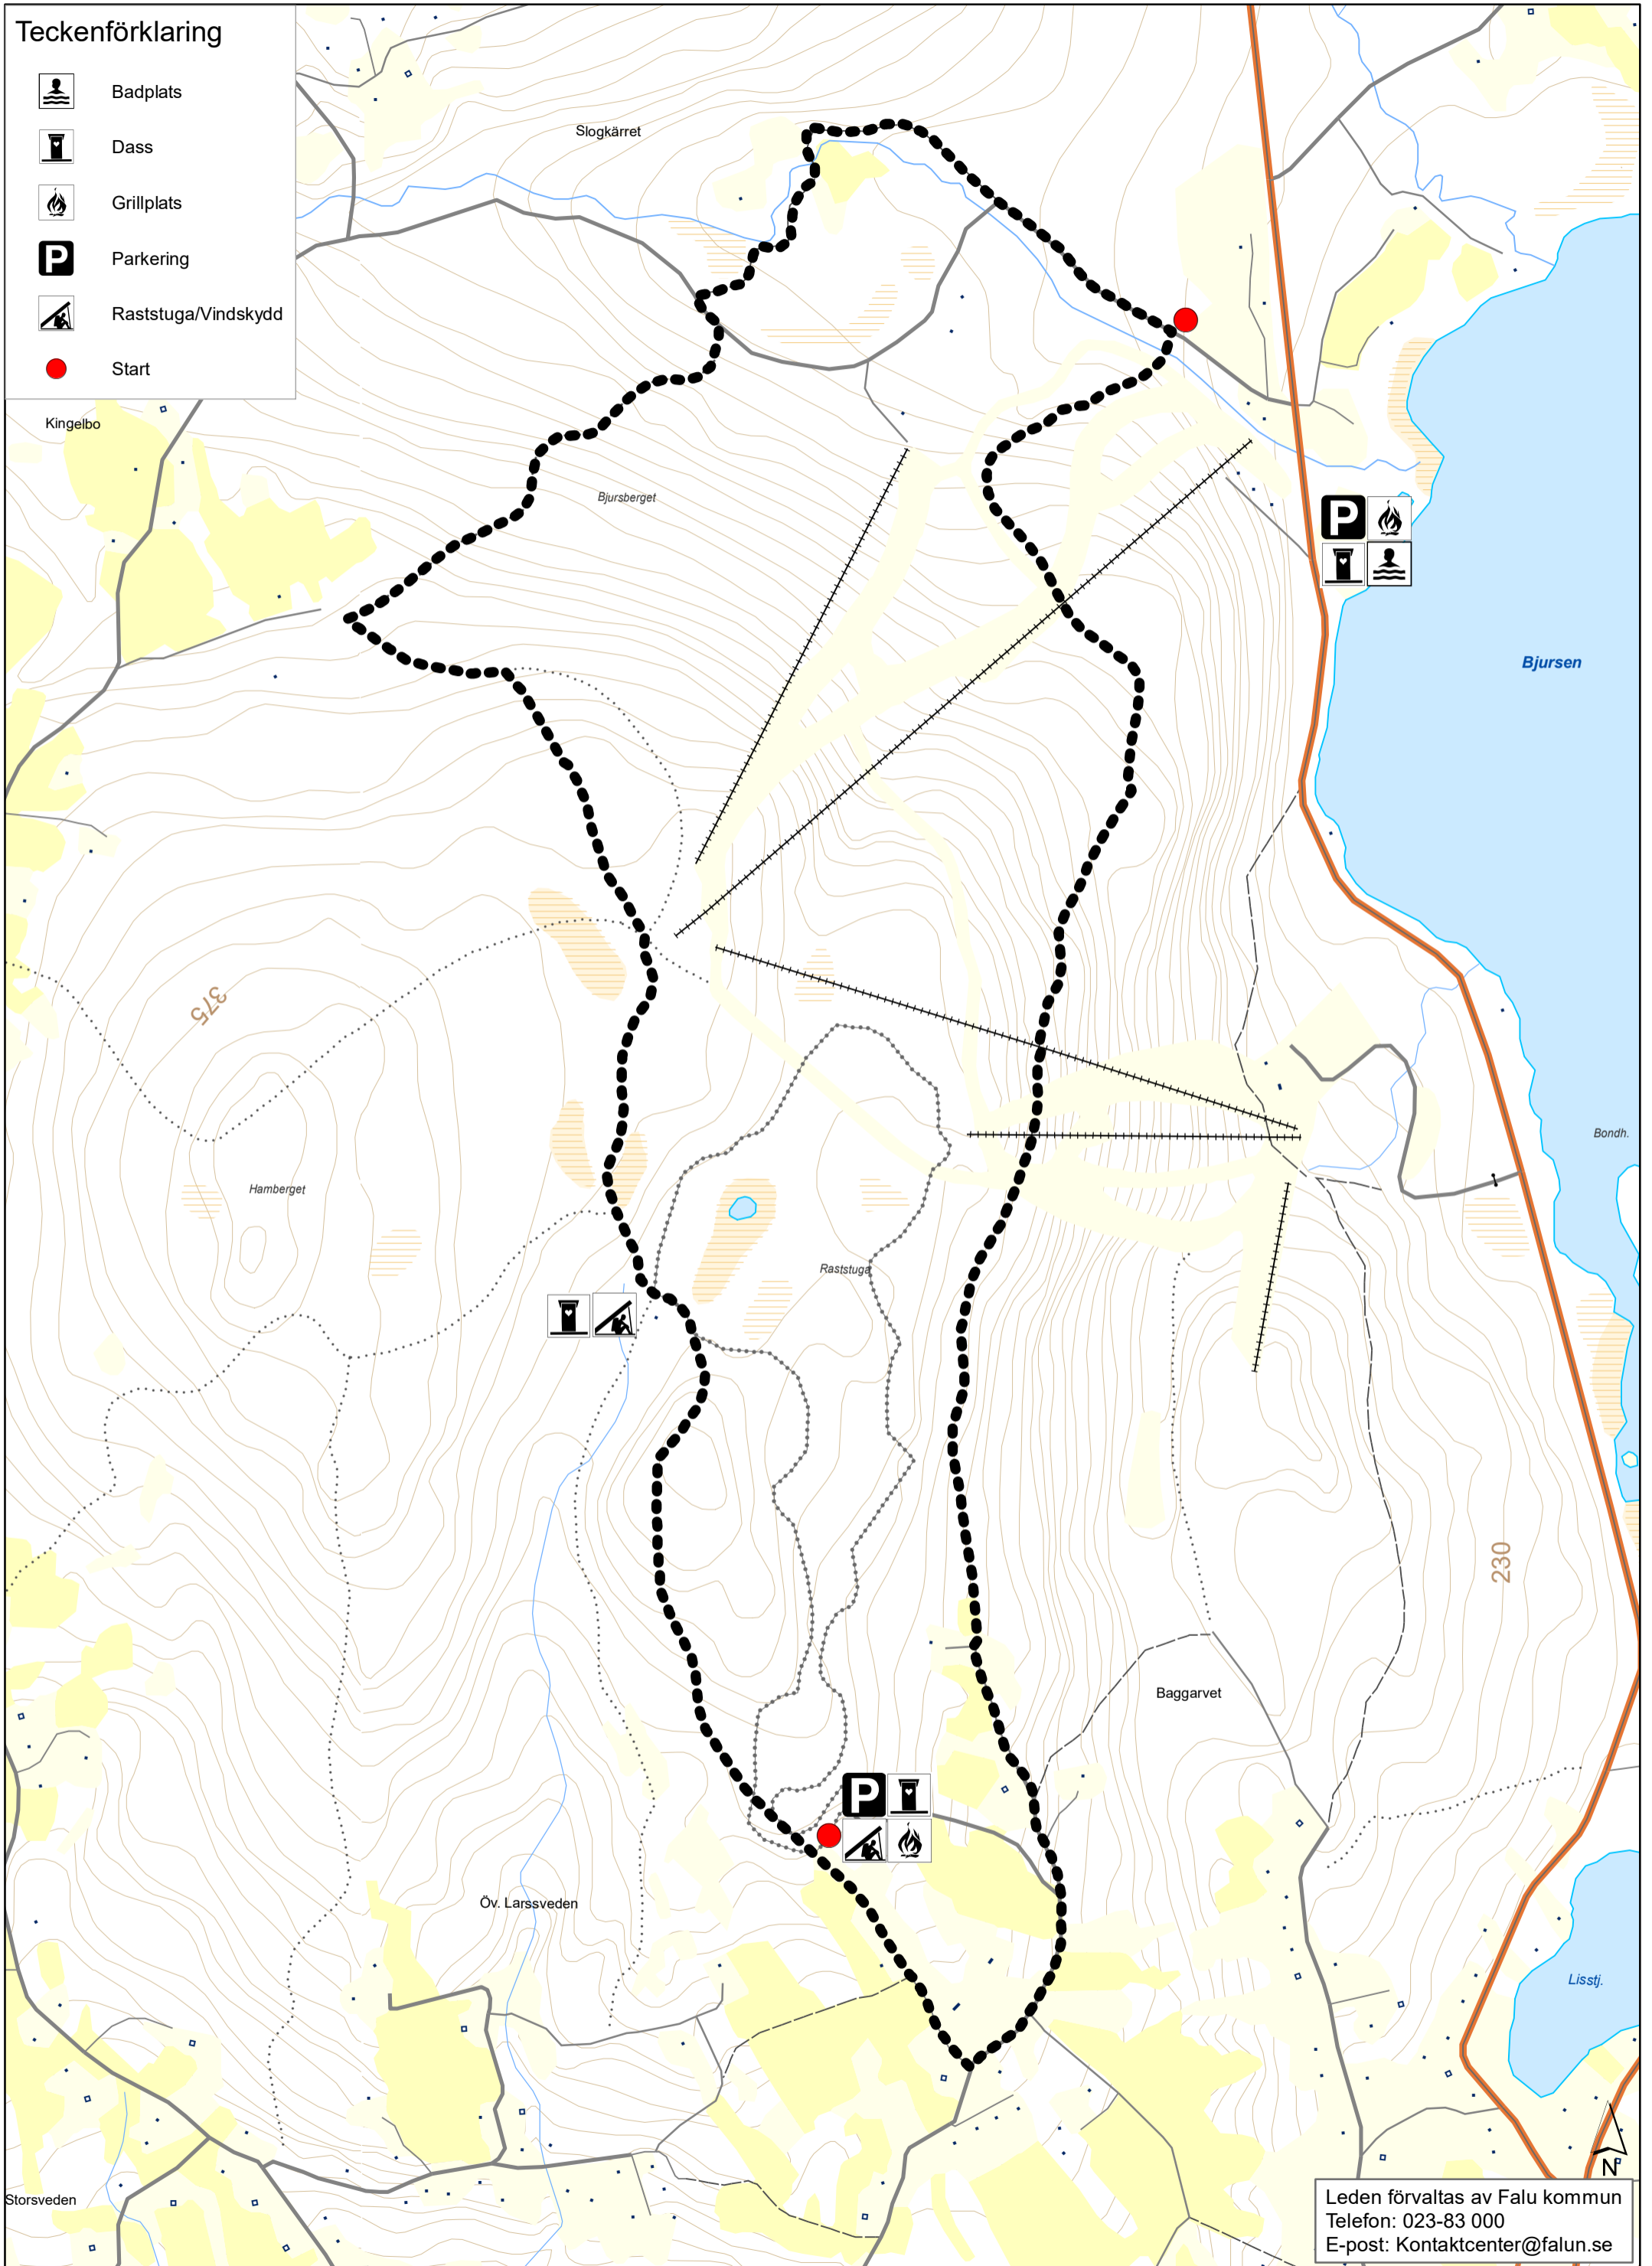 Teckenförklaring
Badplats
Dass
Grillplats
P
Parkering
Raststuga/Vindskydd
Start
Slogkärret
Kingelbo
Bjursberget
P
Bjursen
375
Bondh.
Hamberget
Raststuga
230
Baggarvet
P
Öv. Larssveden
Lisstj.
N
Storsveden
Leden förvaltas av Falu kommun
Telefon: 023-83 000
E-post: Kontaktcenter@falun.se